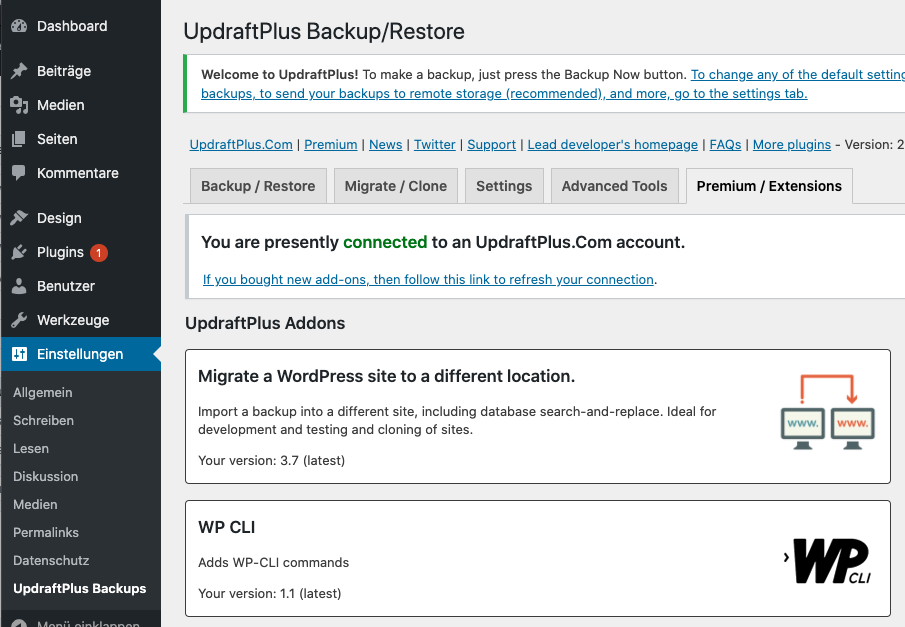 Dashboard
Beiträge
Medien
Seiten
Kommentare
Design
Plugins 1
Benutzer
Werkzeuge
Einstellungen
Allgemein
Schreiben
Lesen
Diskussion
Medien
Permalinks
Datenschutz
UpdraftPlus Backups
Menü einklappen
UpdraftPlus Backup/Restore
Welcome to UpdraftPlus! To make a backup, just press the Backup Now button. To change any of the default setting
backups, to send your backups to remote storage (recommended), and more, go to the settings tab.
UpdraftPlus.Com | Premium | News | Twitter | Support | Lead developer's homepage | FAQs | More plugins - Version: 2
Backup / Restore Migrate / Clone Settings Advanced Tools Premium / Extensions
You are presently connected to an UpdraftPlus.Com account.
If you bought new add-ons, then follow this link to refresh your connection.
UpdraftPlus Addons
Migrate a WordPress site to a different location.
Import a backup into a different site, including database search-and-replace. Ideal for
development and testing and cloning of sites.
Your version: 3.7 (latest)
www. www.
WP CLI
Adds WP-CLI commands
Your version: 1.1 (latest)
›WP CLI